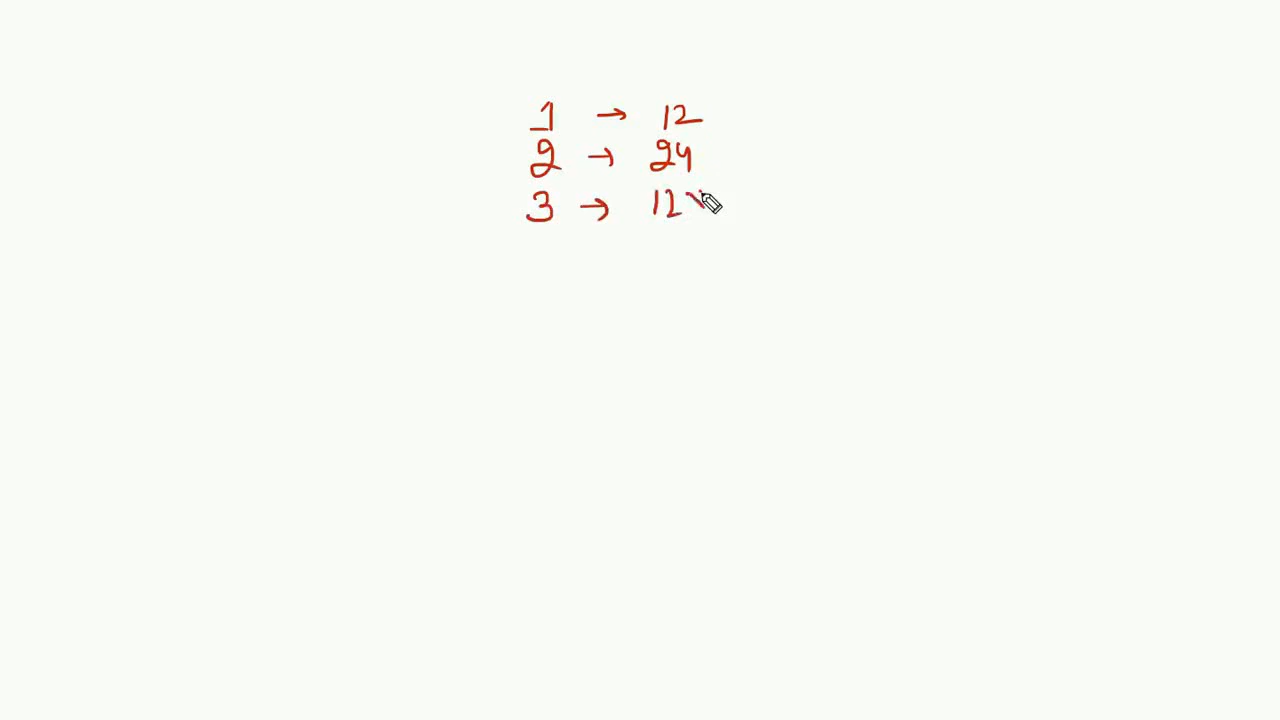 1 → 12
2 → 24
3 → 12